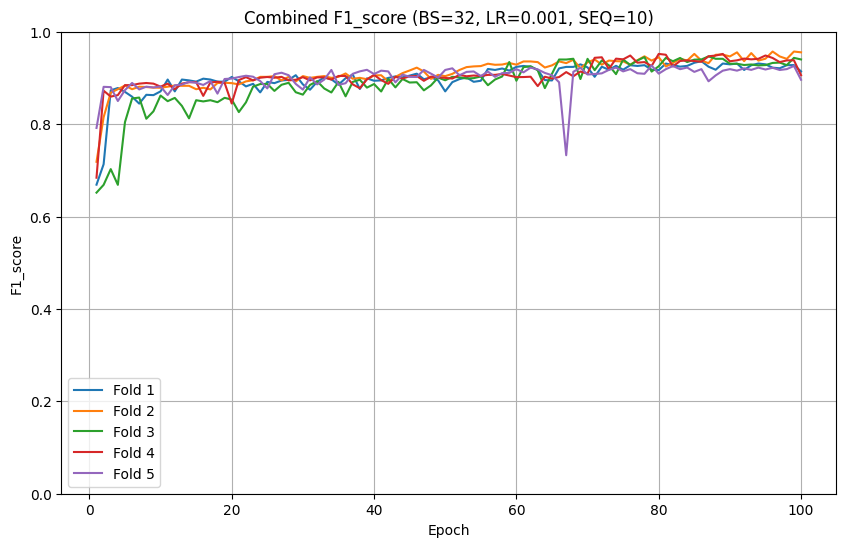 Combined F1_score (BS=32, LR=0.001, SEQ=10)
F1_score
1.0
0.8
0.6
0.4
0.2
0.0
Fold 1
Fold 2
Fold 3
Fold 4
Fold 5
0 20 40 60 80 100
Epoch